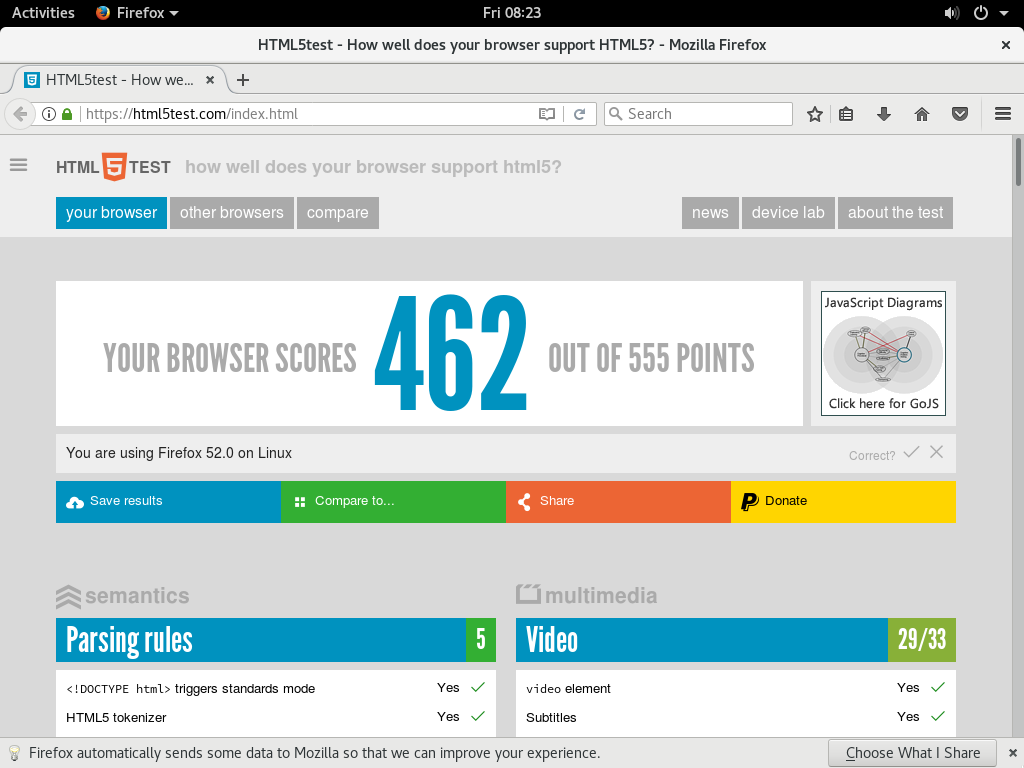 Activities Firefox Fri 08:23
HTML5test - How well does your browser support HTML5? - Mozilla Firefox
HTML5test - How we...
https://html5test.com/index.html Search
HTML 5 TEST how well does your browser support html5?
your browser other browsers compare news device lab about the test
YOUR BROWSER SCORES 462 OUT OF 555 POINTS
JavaScript Diagrams
Click here for GoJS
You are using Firefox 52.0 on Linux Correct?
Save results Compare to... Share Donate
semantics multimedia
Parsing rules 5 Video 29/33
<!DOCTYPE html> triggers standards mode Yes video element Yes
HTML5 tokenizer Yes Subtitles Yes
Firefox automatically sends some data to Mozilla so that we can improve your experience. Choose What I Share